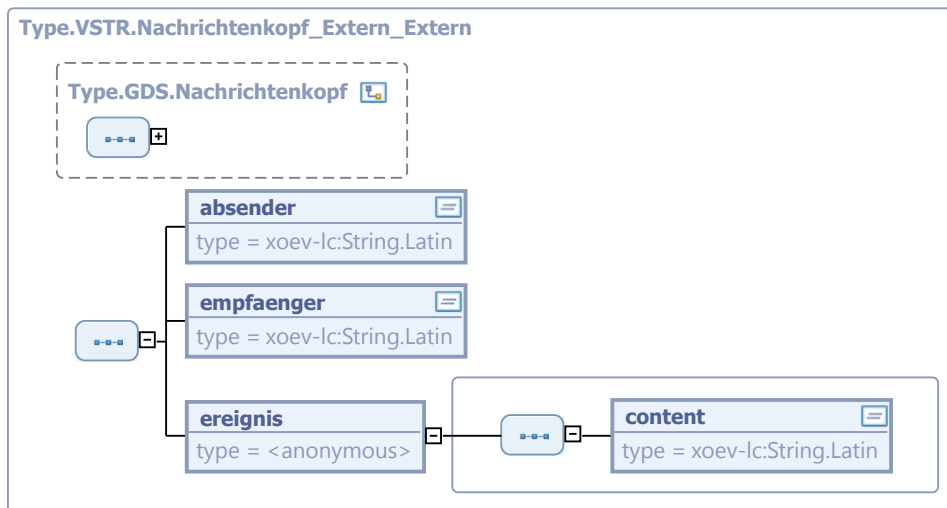 Type.VSTR.Nachrichtenkopf_Extern_Extern
Type.GDS.Nachrichtenkopf
absender
type = xoev-lc:String.Latin
empfaenger
type = xoev-lc:String.Latin
ereignis
type = <anonymous>
content
type = xoev-lc:String.Latin